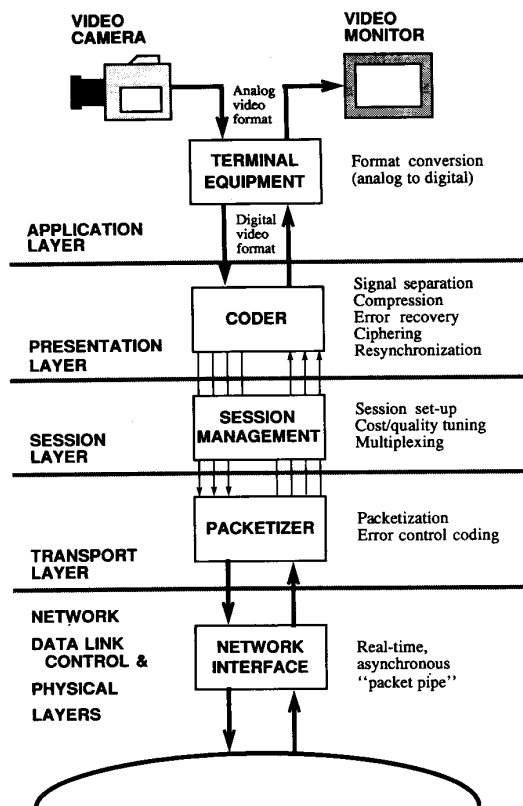 VIDEO
CAMERA
VIDEO
MONITOR
Analog
video
format
TERMINAL
EQUIPMENT
Format conversion
(analog to digital)
Digital
video
format
APPLICATION
LAYER
CODER
Signal separation
Compression
Error recovery
Ciphering
Resynchronization
PRESENTATION
LAYER
SESSION
MANAGEMENT
Session set-up
Cost/quality tuning
Multiplexing
SESSION
LAYER
PACKETIZER
Packetization
Error control coding
TRANSPORT
LAYER
NETWORK
DATA LINK
CONTROL &
PHYSICAL
LAYERS
NETWORK
INTERFACE
Real-time,
asynchronous
"packet pipe"